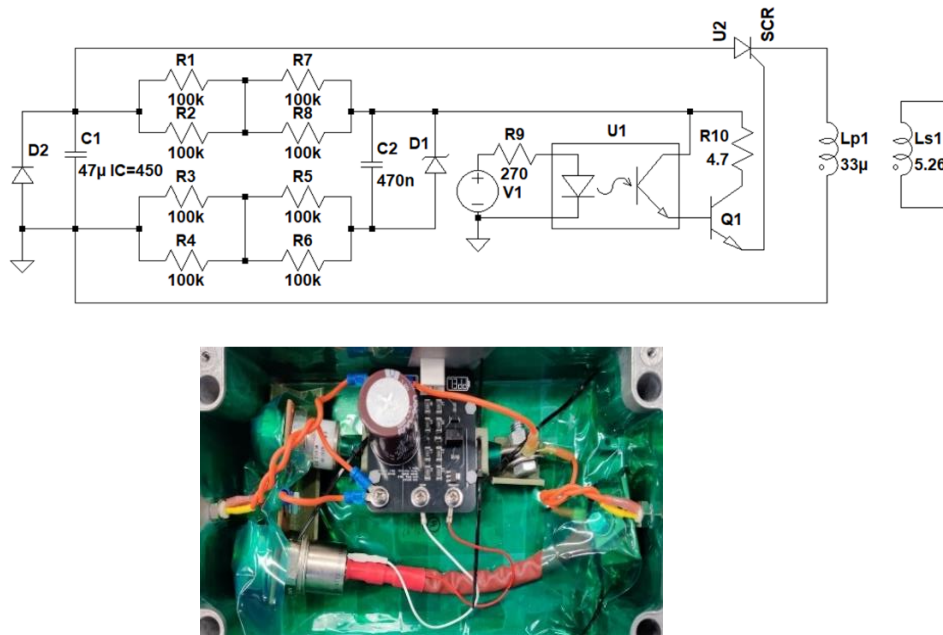 U2
SCR
R1
100k
R7
100k
R2
100k
R8
100k
D2
C1
47µ IC=450
R3
100k
R5
100k
R4
100k
R6
100k
C2
470n
D1
R9
270
V1
U1
R10
4.7
Q1
Lp1
33µ
Ls1
5.26